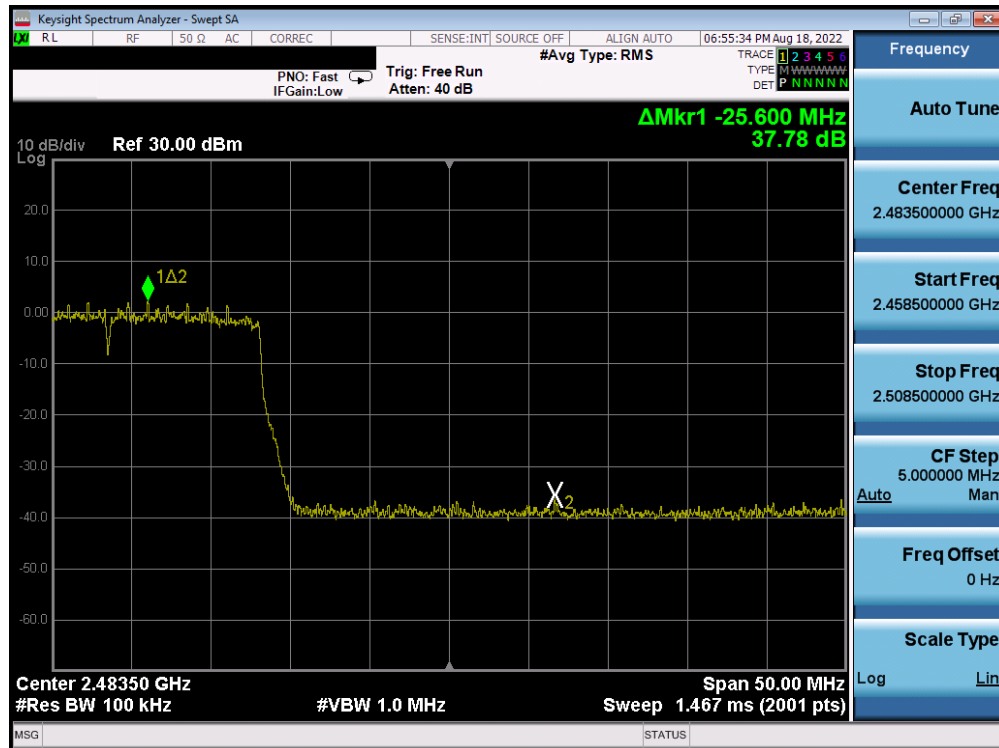 Keysight Spectrum Analyzer - Swept SA
LXI RL RF 50 Ω AC CORREC SENSE:INT SOURCE OFF ALIGN AUTO 06:55:34 PM Aug 18, 2022
#Avg Type: RMS
TRACE 1 2 3 4 5 6
PNO: Fast Trig: Free Run
TYPE M W W W W W
IFGain:Low Atten: 40 dB
DET P N N N N N
ΔMkr1 -25.600 MHz
37.78 dB
10 dB/div Ref 30.00 dBm
Log
20.0
10.0
1Δ2
0.00
-10.0
-20.0
-30.0
X2
-40.0
-50.0
-60.0
Center 2.48350 GHz Span 50.00 MHz
#Res BW 100 kHz #VBW 1.0 MHz Sweep 1.467 ms (2001 pts)
MSG STATUS
Frequency
Auto Tune
Center Freq
2.483500000 GHz
Start Freq
2.458500000 GHz
Stop Freq
2.508500000 GHz
CF Step
5.000000 MHz
Auto Man
Freq Offset
0 Hz
Scale Type
Log Lin